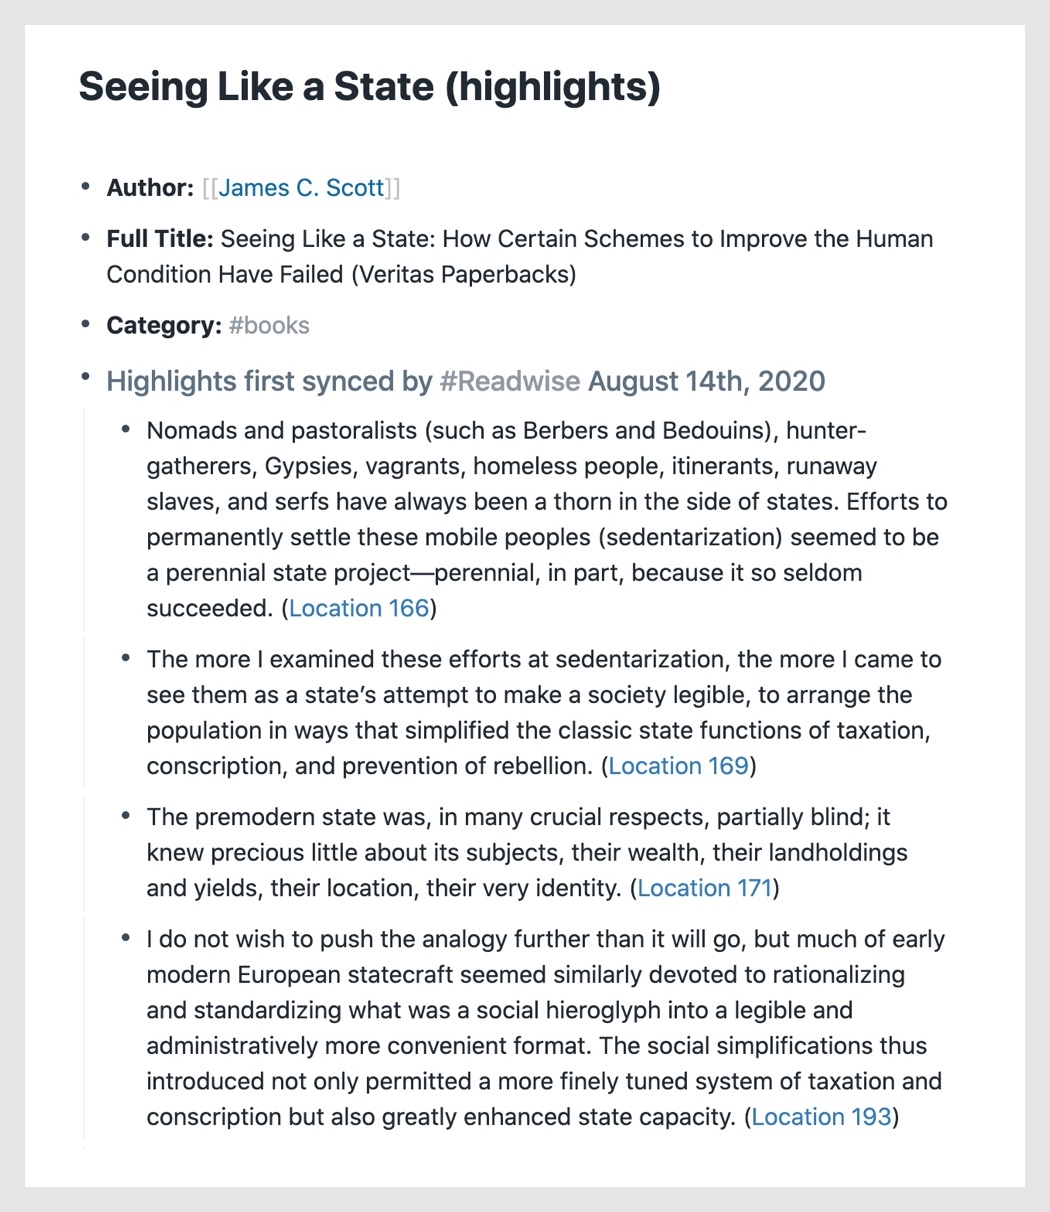 Seeing Like a State (highlights)
• Author: [[James C. Scott]]
• Full Title: Seeing Like a State: How Certain Schemes to Improve the Human
Condition Have Failed (Veritas Paperbacks)
• Category: #books
• Highlights first synced by #Readwise August 14th, 2020
• Nomads and pastoralists (such as Berbers and Bedouins), hunter-
gatherers, Gypsies, vagrants, homeless people, itinerants, runaway
slaves, and serfs have always been a thorn in the side of states. Efforts to
permanently settle these mobile peoples (sedentarization) seemed to be
a perennial state project—perennial, in part, because it so seldom
succeeded. (Location 166)
• The more I examined these efforts at sedentarization, the more I came to
see them as a state’s attempt to make a society legible, to arrange the
population in ways that simplified the classic state functions of taxation,
conscription, and prevention of rebellion. (Location 169)
• The premodern state was, in many crucial respects, partially blind; it
knew precious little about its subjects, their wealth, their landholdings
and yields, their location, their very identity. (Location 171)
• I do not wish to push the analogy further than it will go, but much of early
modern European statecraft seemed similarly devoted to rationalizing
and standardizing what was a social hieroglyph into a legible and
administratively more convenient format. The social simplifications thus
introduced not only permitted a more finely tuned system of taxation and
conscription but also greatly enhanced state capacity. (Location 193)